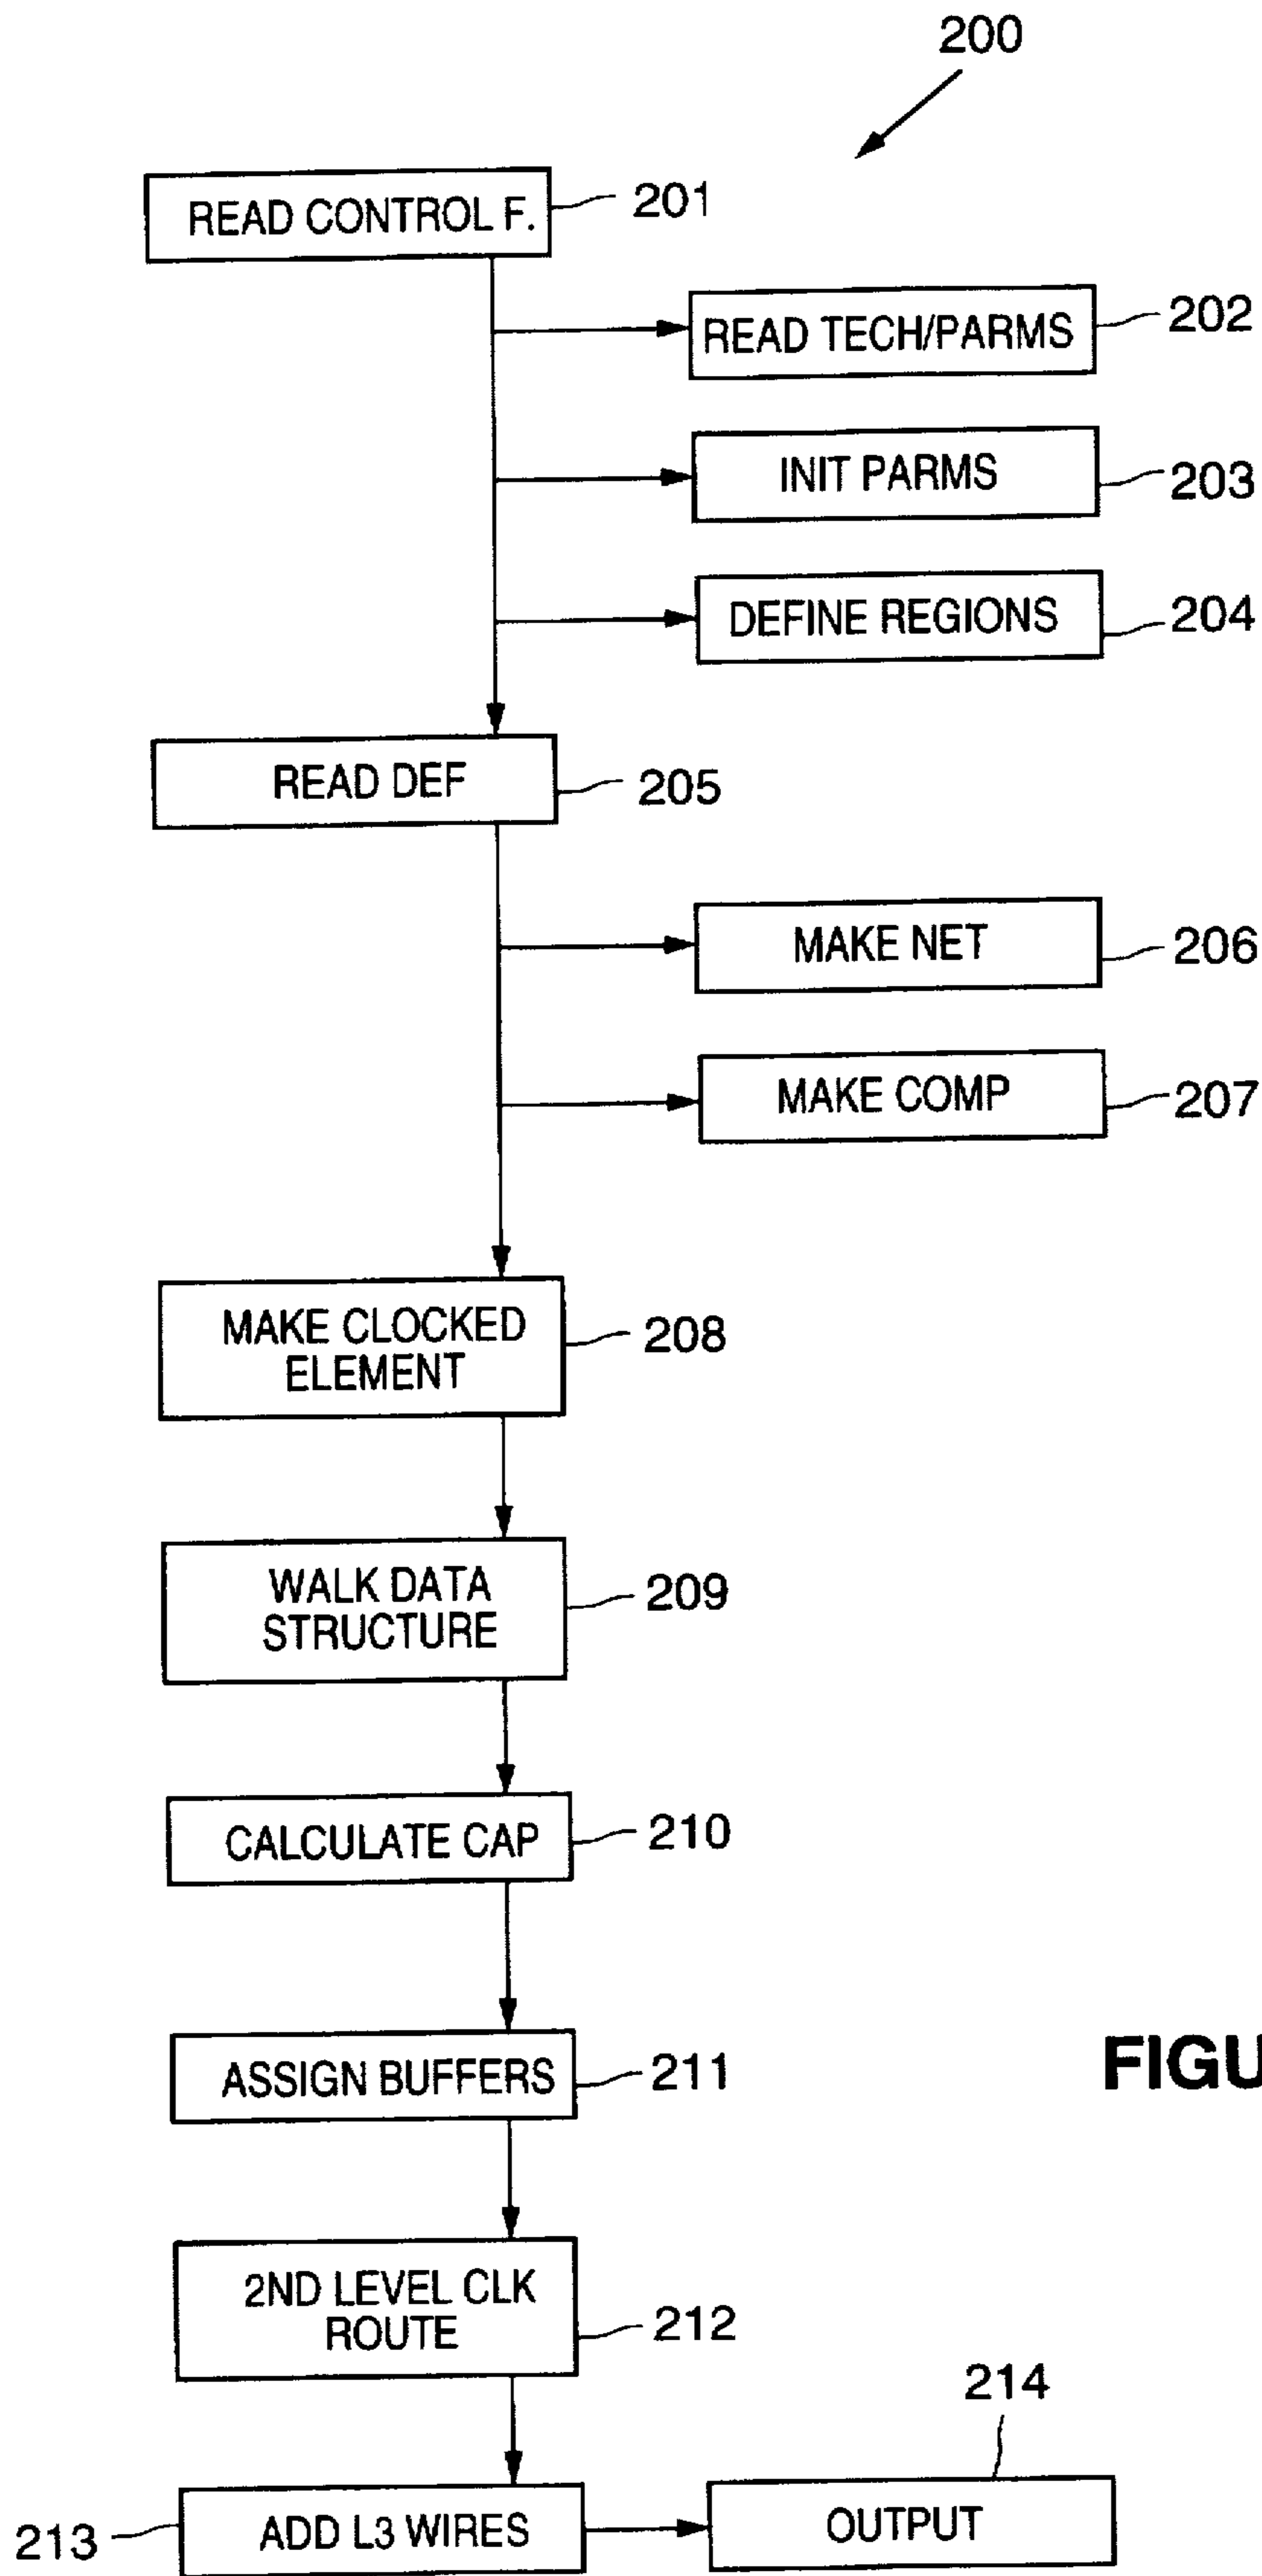 200
READ CONTROL F.
201
READ TECH/PARMS
202
INIT PARMS
203
DEFINE REGIONS
204
READ DEF
205
MAKE NET
206
MAKE COMP
207
MAKE CLOCKED
ELEMENT
208
WALK DATA
STRUCTURE
209
CALCULATE CAP
210
ASSIGN BUFFERS
211
FIGU
2ND LEVEL CLK
ROUTE
212
214
213
ADD L3 WIRES
OUTPUT